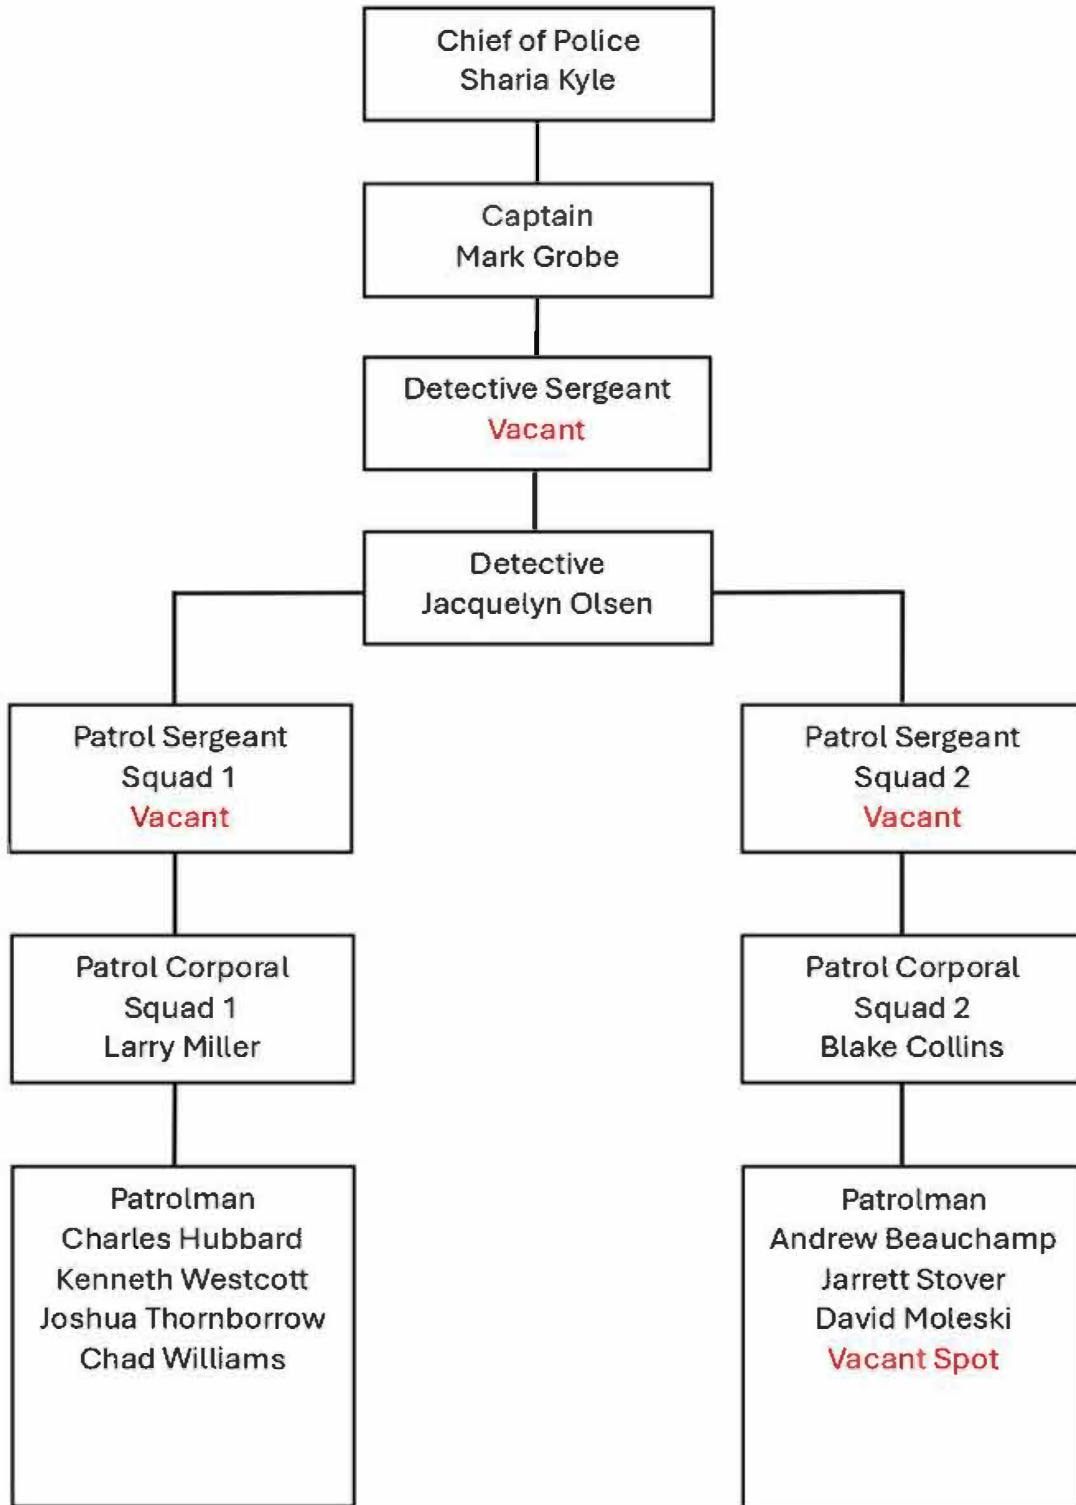 Chief of Police
Sharia Kyle
Captain
Mark Grobe
Detective Sergeant
Vacant
Detective
Jacquelyn Olsen
Patrol Sergeant
Squad 1
Vacant
Patrol Sergeant
Squad 2
Vacant
Patrol Corporal
Squad 1
Larry Miller
Patrol Corporal
Squad 2
Blake Collins
Patrolman
Charles Hubbard
Kenneth Westcott
Joshua Thornborrow
Chad Williams
Patrolman
Andrew Beauchamp
Jarrett Stover
David Moleski
Vacant Spot